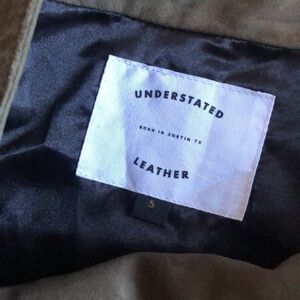 UNDERSTATED
BORN IN AUSTIN TX
LEATHER
S